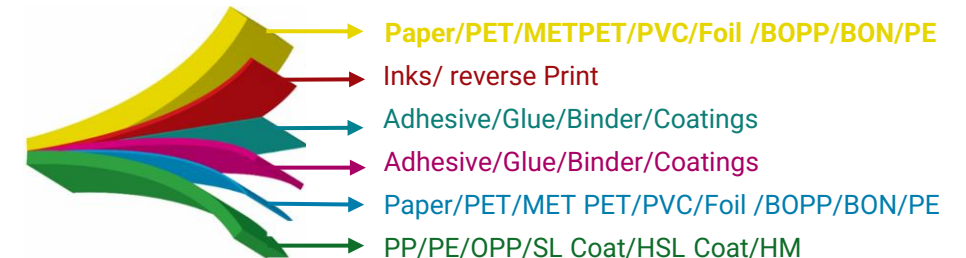 Paper/PET/METPET/PVC/Foil /BOPP/BON/PE
Inks/ reverse Print
Adhesive/Glue/Binder/Coatings
Adhesive/Glue/Binder/Coatings
Paper/PET/MET PET/PVC/Foil /BOPP/BON/PE
PP/PE/OPP/SL Coat/HSL Coat/HM